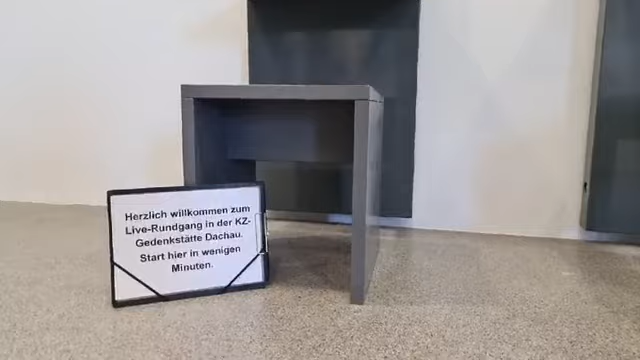 Herzlich willkommen zum
Live-Rundgang in der KZ-
Gedenkstätte Dachau.
Start hier in wenigen
Minuten.